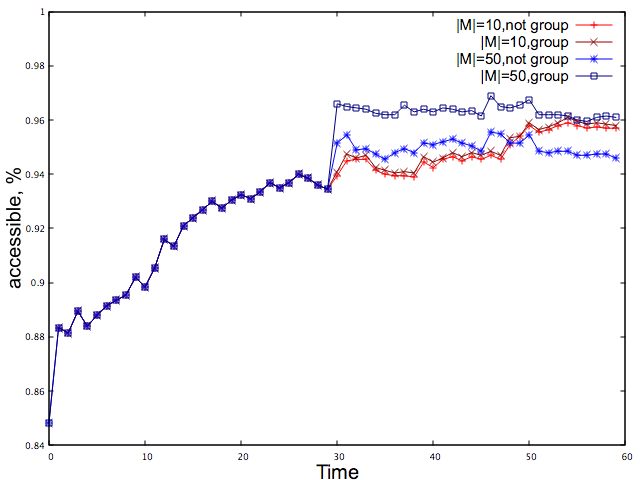 1
0.98
0.96
0.94
0.92
0.9
0.88
0.86
0.84
accessible, %
|M|=10,not group
|M|=10,group
|M|=50,not group
|M|=50,group
0 10 20 30 40 50 60
Time